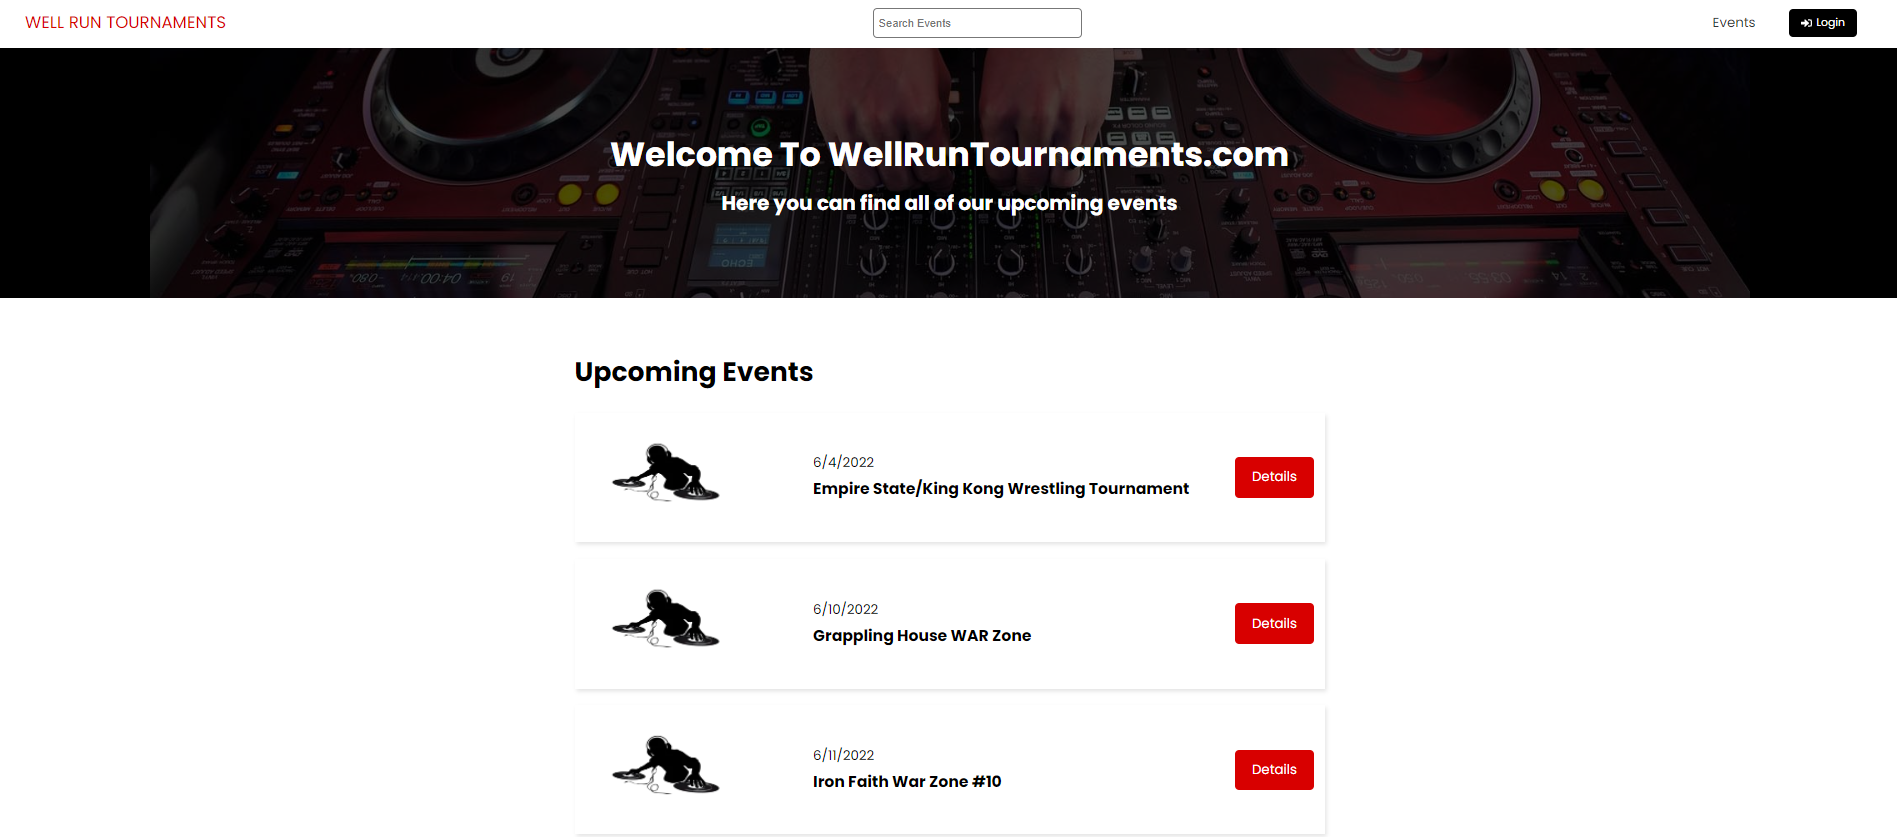 WELL RUN TOURNAMENTS
Search Events
Events
Login
Welcome To WellRunTournaments.com
Here you can find all of our upcoming events
Upcoming Events
6/4/2022
Empire State/King Kong Wrestling Tournament
Details
6/10/2022
Grappling House WAR Zone
Details
6/11/2022
Iron Faith War Zone #10
Details